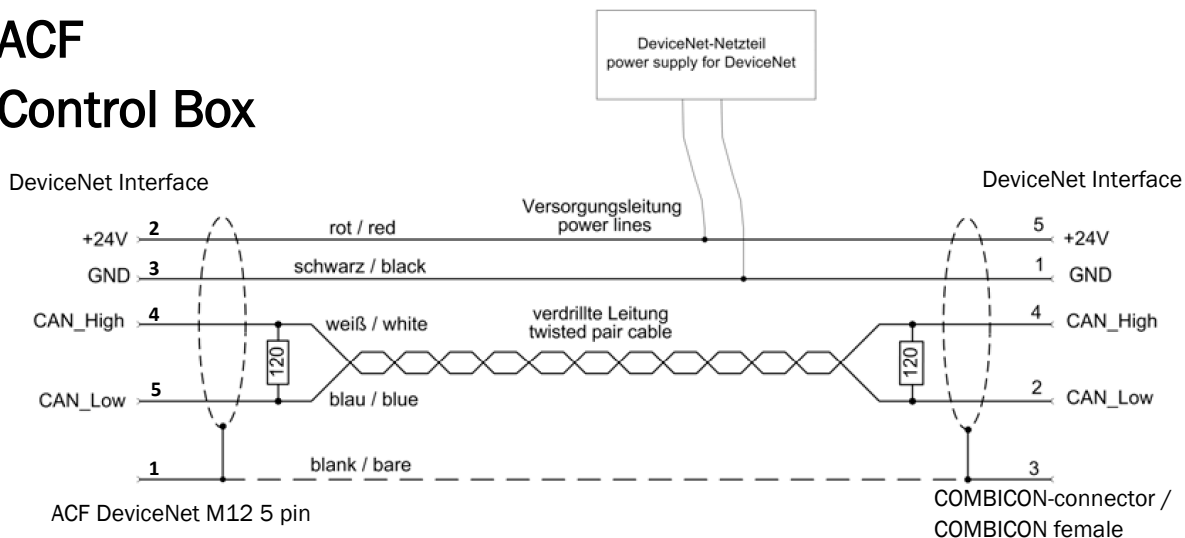 ACF
Control Box
DeviceNet-Netzteil
power supply for DeviceNet
DeviceNet Interface
DeviceNet Interface
Versorgungsleitung
power lines
+24V 2 rot / red 5 +24V
GND 3 schwarz / black 1 GND
CAN_High 4 weiß / white 4 CAN_High
verdrillte Leitung
twisted pair cable
120
120
CAN_Low 5 blau / blue 2 CAN_Low
1 blank / bare 3
ACF DeviceNet M12 5 pin
COMBICON-connector /
COMBICON female